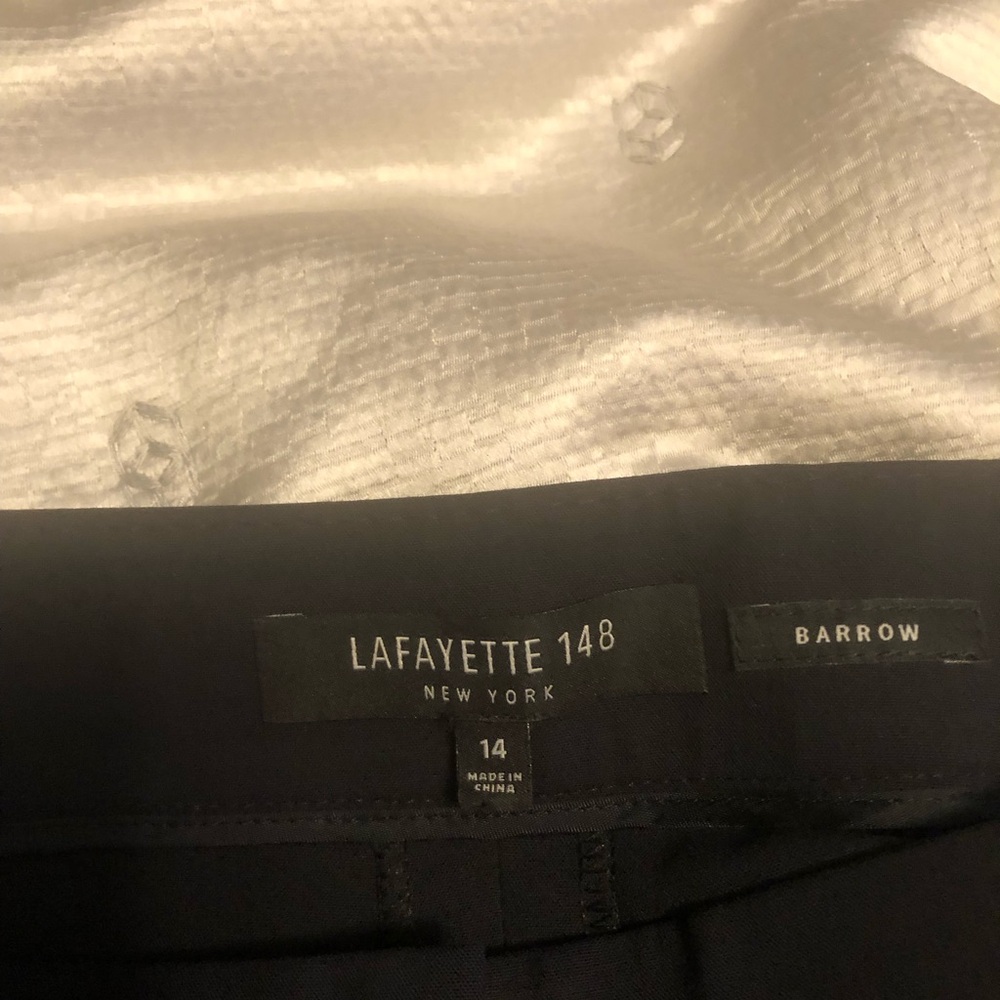 LAFAYETTE 148
NEW YORK
BARROW
14
MADE IN
CHINA